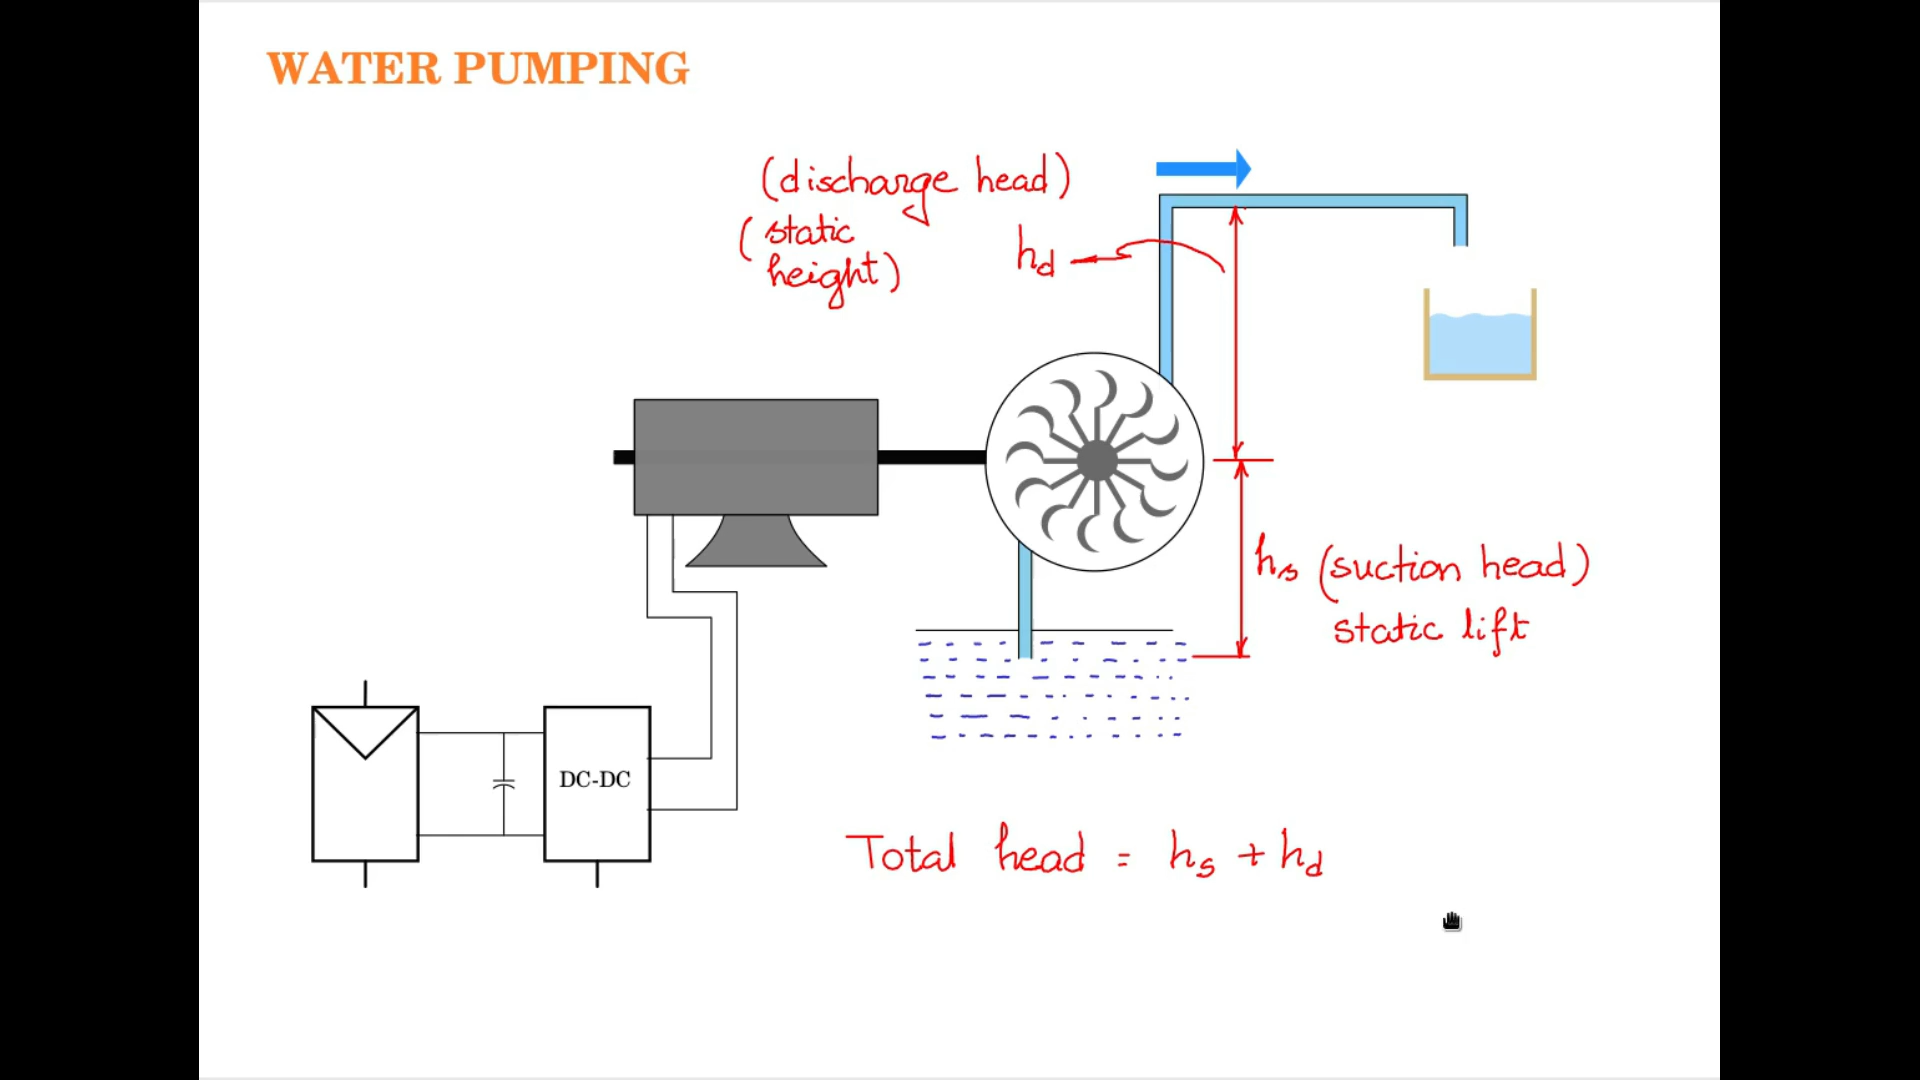 WATER PUMPING
(discharge head)
(static
height)
hd
hs (suction head)
static lift
DC-DC
Total head = hs + hd